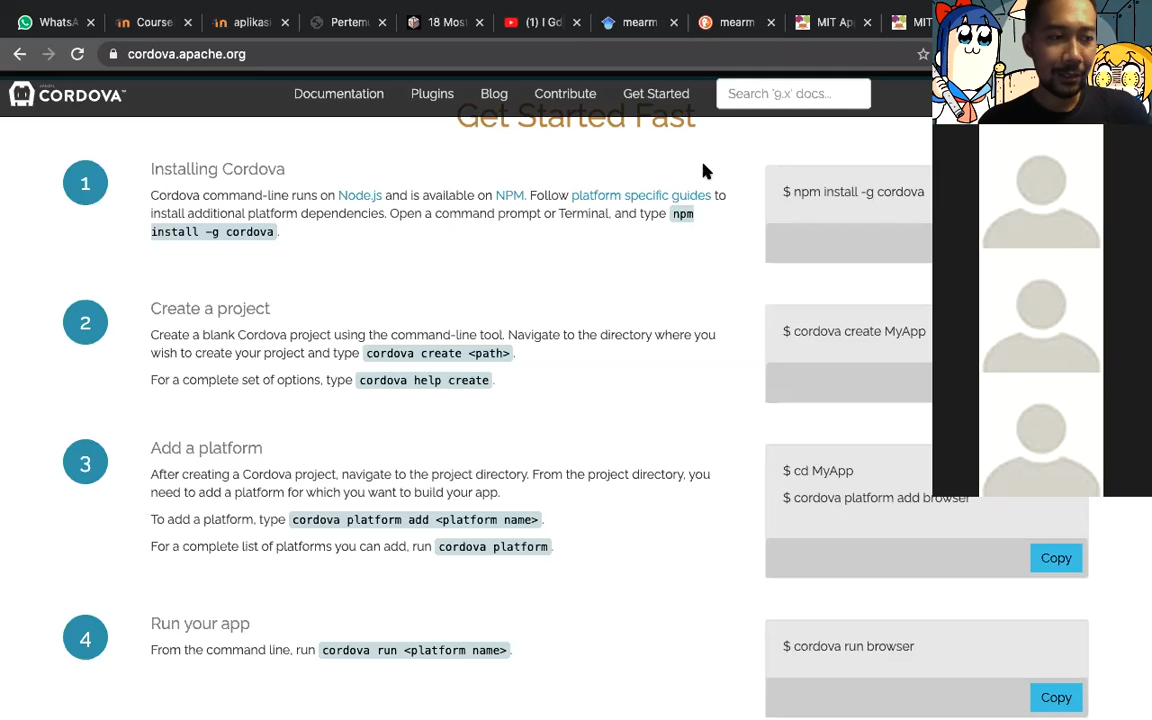 WhatsA
Course
aplikasi
Pertem
18 Most
(1) I Gd
mearm
mearm
MIT Ap
MIT
cordova.apache.org
APACHE
CORDOVA™
Documentation
Plugins
Blog
Contribute
Get Started
Search '9.x' docs...
Get Started Fast
1
Installing Cordova
Cordova command-line runs on Node.js and is available on NPM. Follow platform specific guides to
install additional platform dependencies. Open a command prompt or Terminal, and type npm
install -g cordova.
$ npm install -g cordova
2
Create a project
Create a blank Cordova project using the command-line tool. Navigate to the directory where you
wish to create your project and type cordova create <path>.
For a complete set of options, type cordova help create.
$ cordova create MyApp
3
Add a platform
After creating a Cordova project, navigate to the project directory. From the project directory, you
need to add a platform for which you want to build your app.
To add a platform, type cordova platform add <platform name>.
For a complete list of platforms you can add, run cordova platform.
$ cd MyApp
$ cordova platform add browser
Copy
4
Run your app
From the command line, run cordova run <platform name>.
$ cordova run browser
Copy